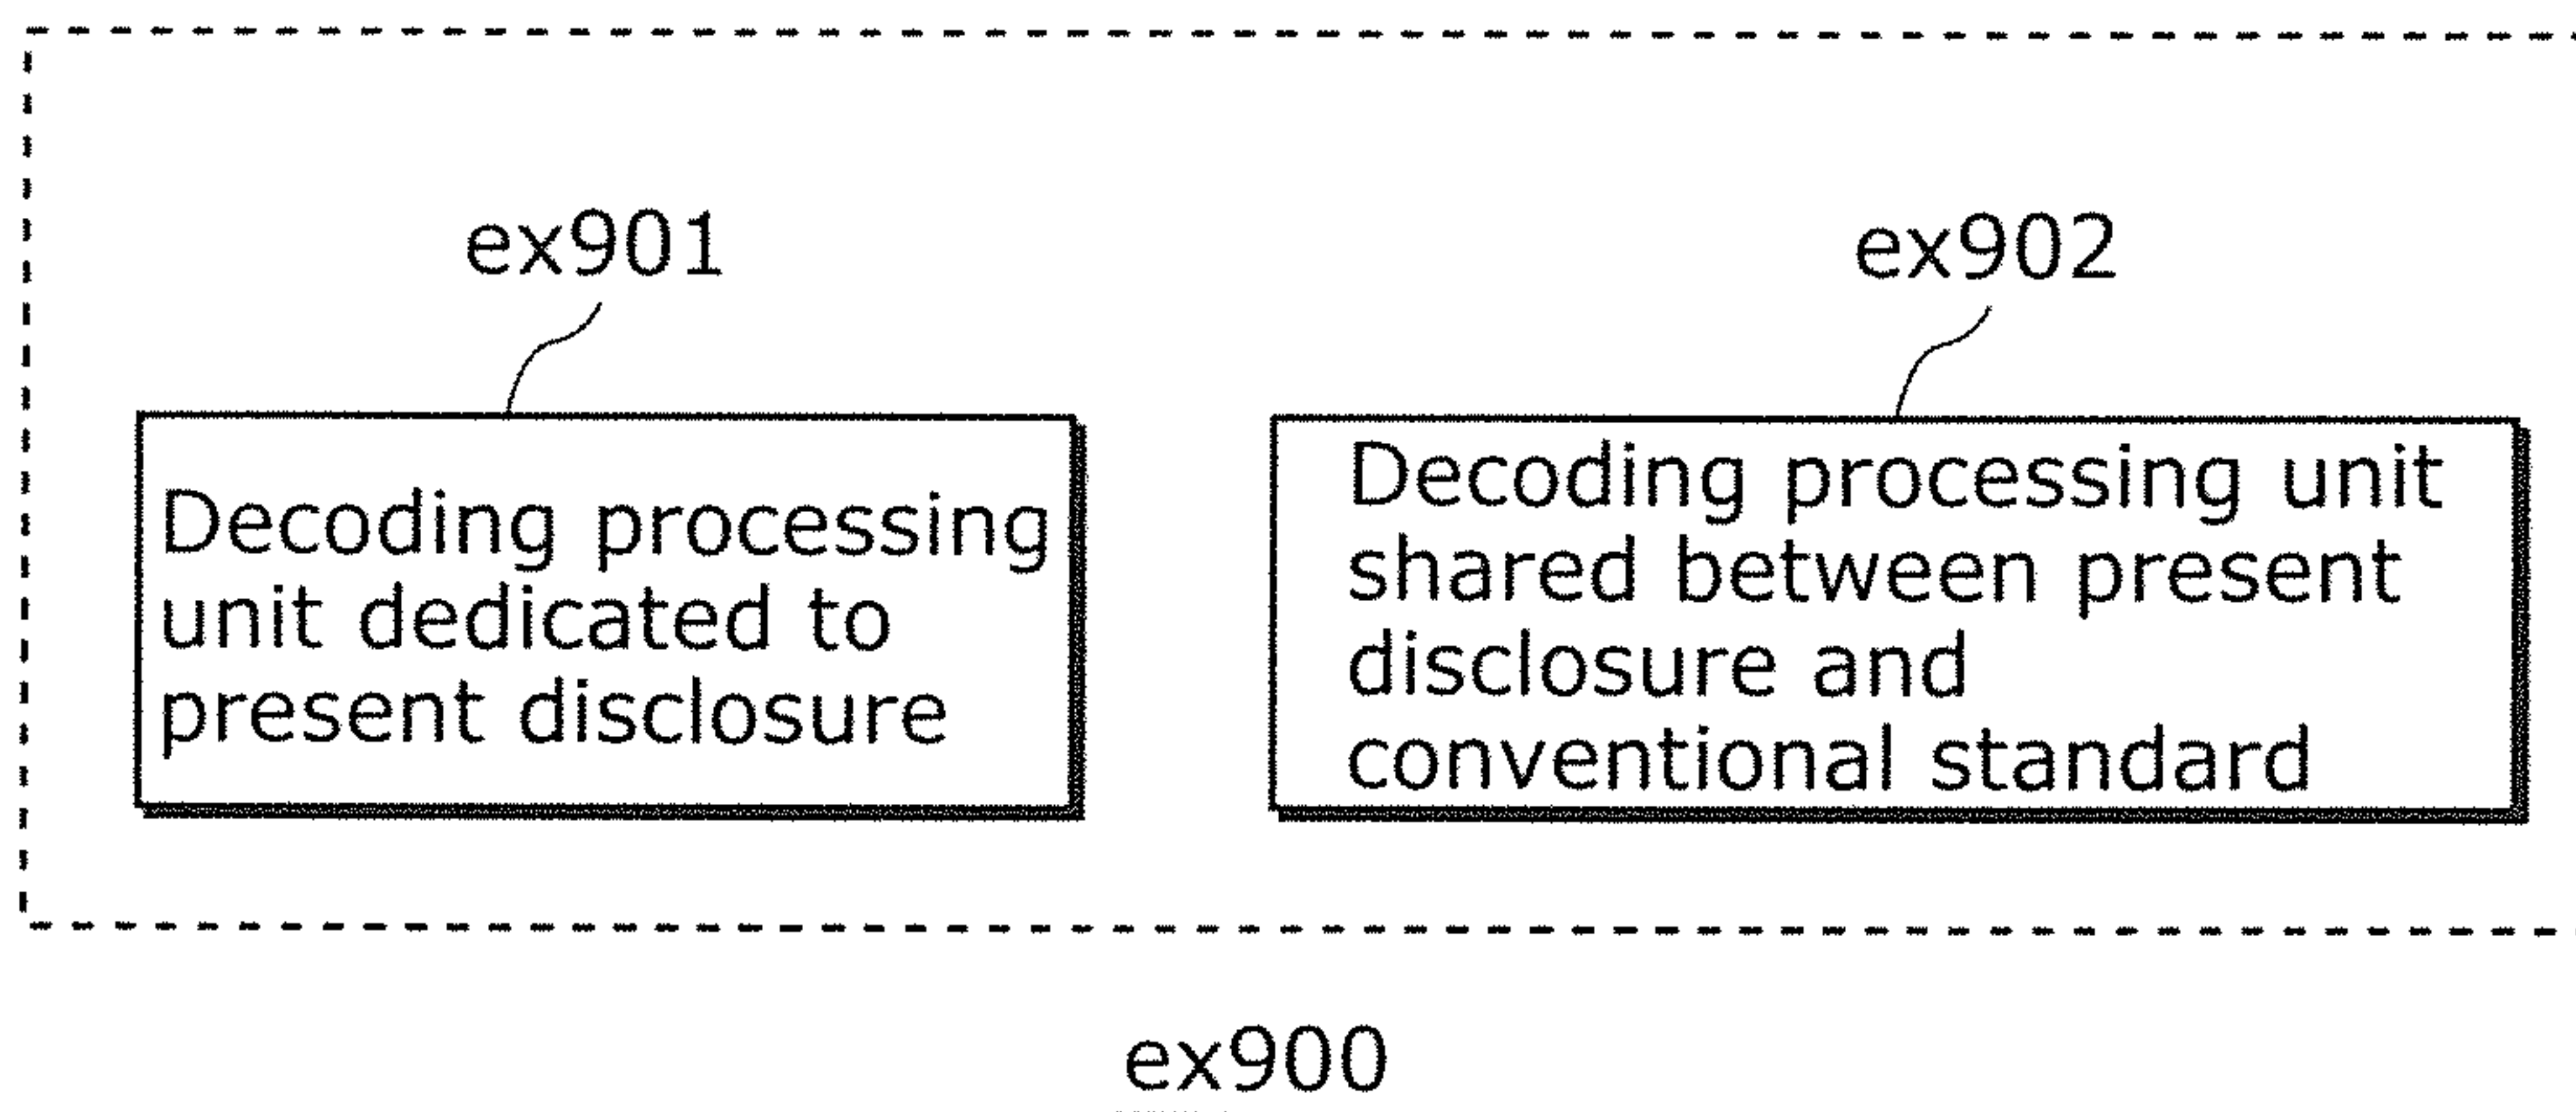 ex901
ex902
Decoding processing
unit dedicated to
present disclosure
Decoding processing unit
shared between present
disclosure and
conventional standard
ex900